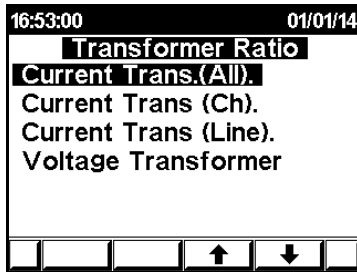 16:53:00 01/01/14
Transformer Ratio
Current Trans.(All).
Current Trans (Ch).
Current Trans (Line).
Voltage Transformer